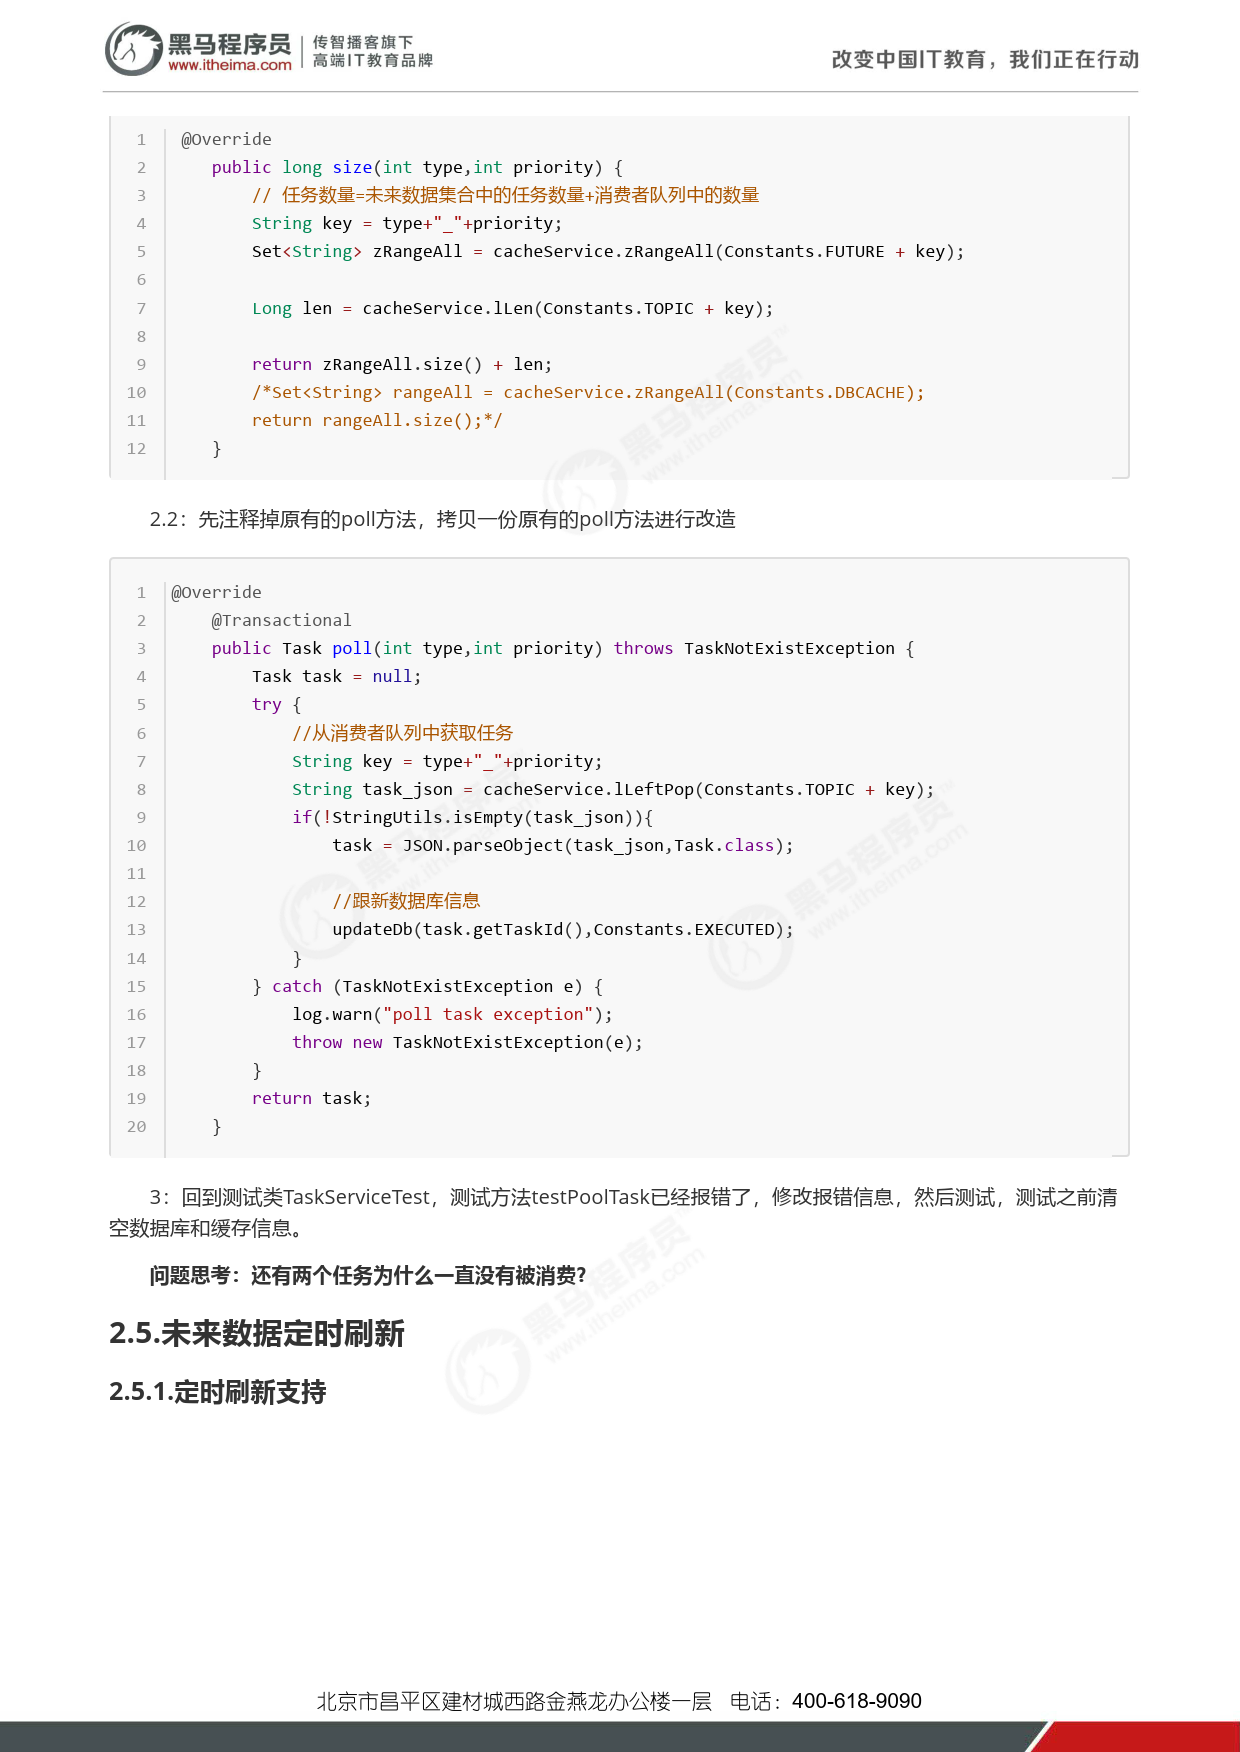 黑马程序员 传智播客旗下
www.itheima.com 高端IT教育品牌
改变中国IT教育，我们正在行动
1 @Override
2 public long size(int type,int priority) {
3 // 任务数量=未来数据集合中的任务数量+消费者队列中的数量
4 String key = type+"_"+priority;
5 Set<String> zRangeAll = cacheService.zRangeAll(Constants.FUTURE + key);
6
7 Long len = cacheService.lLen(Constants.TOPIC + key);
8
9 return zRangeAll.size() + len;
10 /*Set<String> rangeAll = cacheService.zRangeAll(Constants.DBCACHE);
11 return rangeAll.size();*/
12 }
2.2：先注释掉原有的poll方法，拷贝一份原有的poll方法进行改造
1 @Override
2 @Transactional
3 public Task poll(int type,int priority) throws TaskNotExistException {
4 Task task = null;
5 try {
6 //从消费者队列中获取任务
7 String key = type+"_"+priority;
8 String task_json = cacheService.lLeftPop(Constants.TOPIC + key);
9 if(!StringUtils.isEmpty(task_json)){
10 task = JSON.parseObject(task_json,Task.class);
11
12 //跟新数据库信息
13 updateDb(task.getTaskId(),Constants.EXECUTED);
14 }
15 } catch (TaskNotExistException e) {
16 log.warn("poll task exception");
17 throw new TaskNotExistException(e);
18 }
19 return task;
20 }
3：回到测试类TaskServiceTest，测试方法testPoolTask已经报错了，修改报错信息，然后测试，测试之前清
空数据库和缓存信息。
问题思考：还有两个任务为什么一直没有被消费?
2.5.未来数据定时刷新
2.5.1.定时刷新支持
北京市昌平区建材城西路金燕龙办公楼一层 电话：400-618-9090